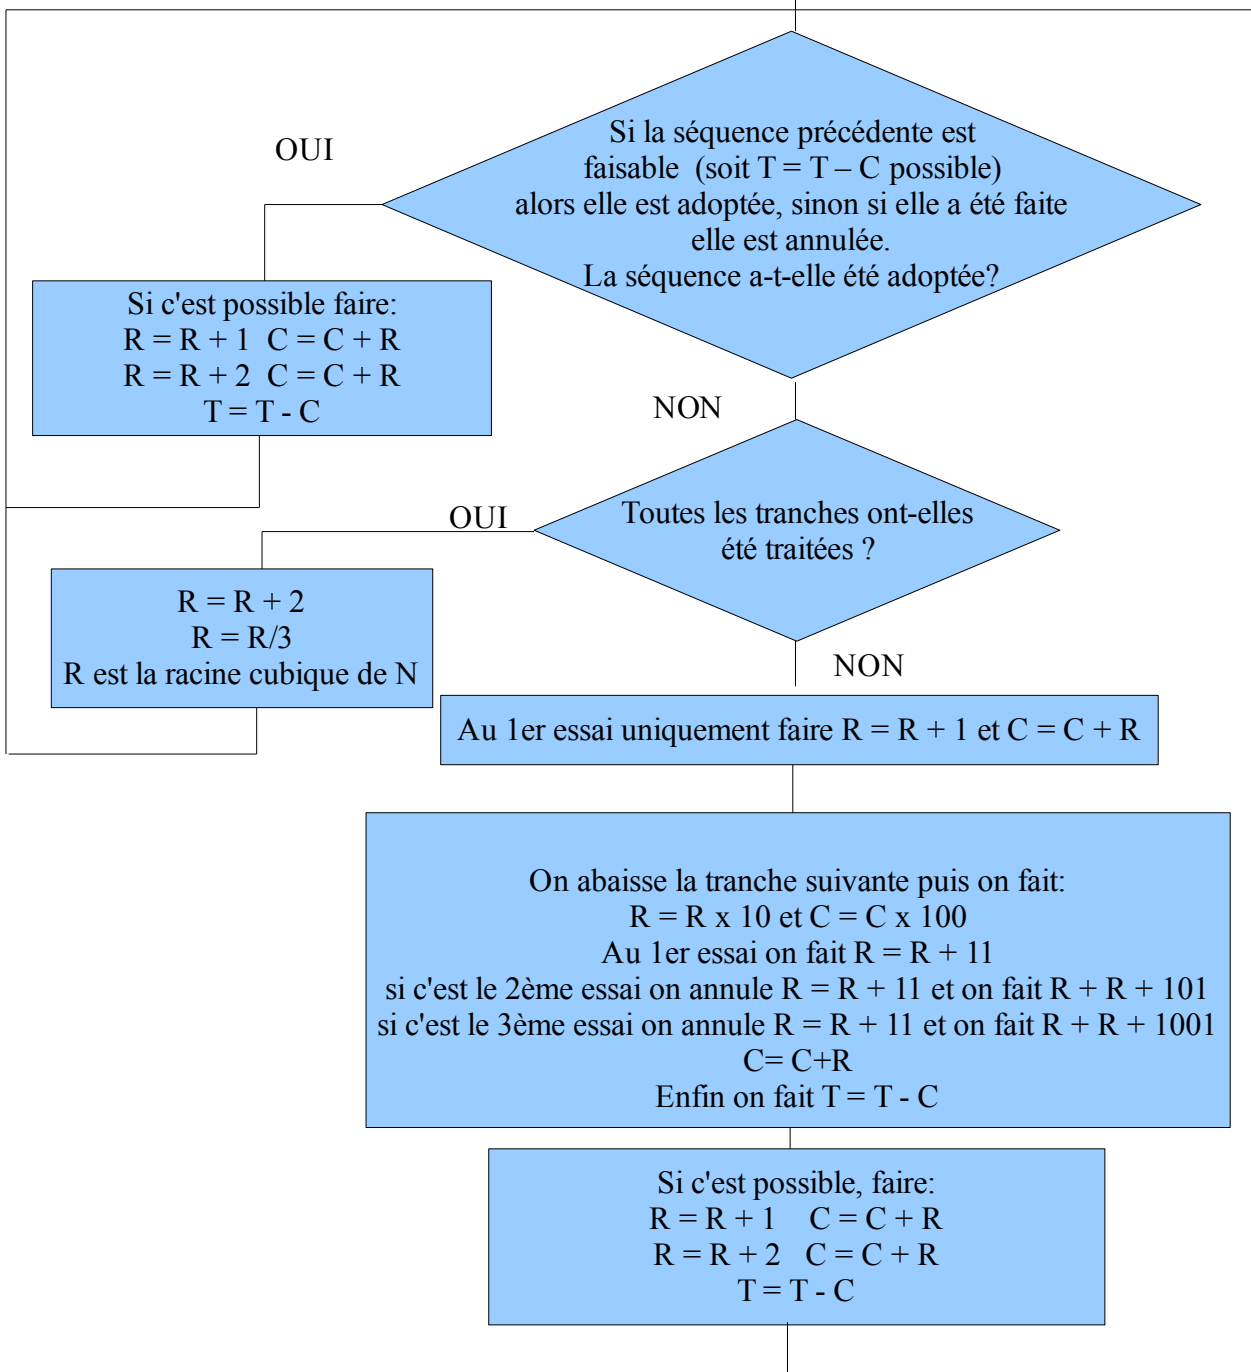 Si la séquence précédente est
faisable (soit T = T – C possible)
alors elle est adoptée, sinon si elle a été faite
elle est annulée.
La séquence a-t-elle été adoptée?
OUI
Si c'est possible faire:
R = R + 1 C = C + R
R = R + 2 C = C + R
T = T - C
NON
Toutes les tranches ont-elles
été traitées ?
OUI
R = R + 2
R = R/3
R est la racine cubique de N
NON
Au 1er essai uniquement faire R = R + 1 et C = C + R
On abaisse la tranche suivante puis on fait:
R = R x 10 et C = C x 100
Au 1er essai on fait R = R + 11
si c'est le 2ème essai on annule R = R + 11 et on fait R + R + 101
si c'est le 3ème essai on annule R = R + 11 et on fait R + R + 1001
C= C+R
Enfin on fait T = T - C
Si c'est possible, faire:
R = R + 1 C = C + R
R = R + 2 C = C + R
T = T - C